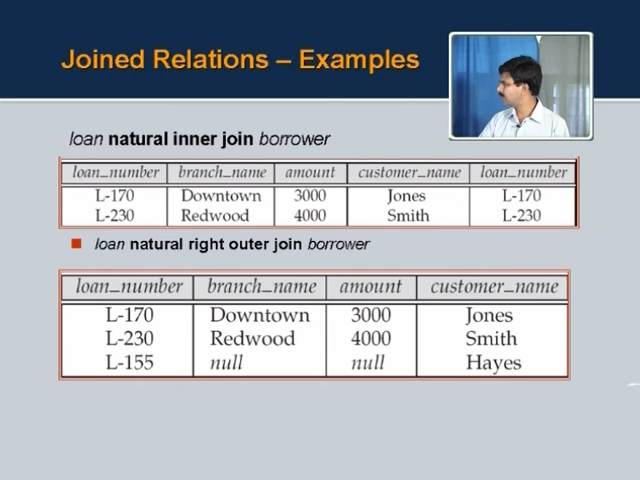 Joined Relations – Examples
loan natural inner join borrower
loan_number branch_name amount customer_name loan_number
L-170 Downtown 3000 Jones L-170
L-230 Redwood 4000 Smith L-230
loan natural right outer join borrower
loan_number branch_name amount customer_name
L-170 Downtown 3000 Jones
L-230 Redwood 4000 Smith
L-155 null null Hayes